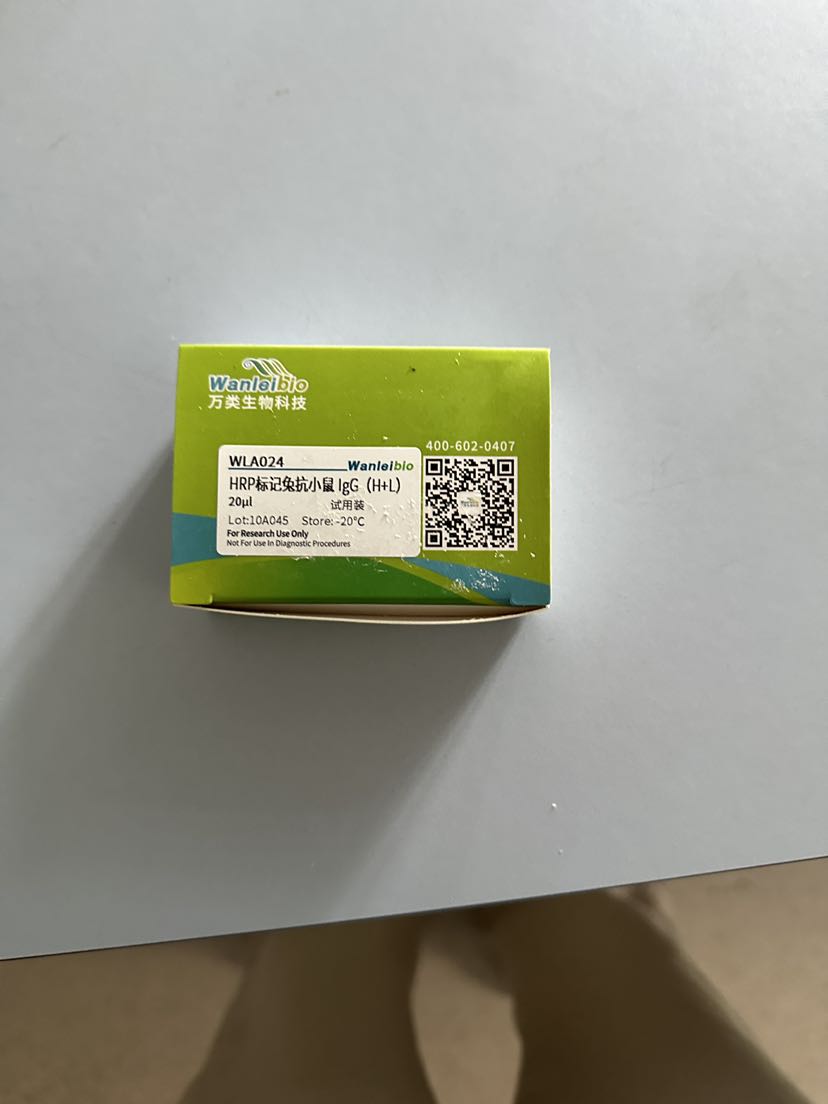 Wanleibio
万类生物科技
400-602-0407
WLA024
Wanleibio
HRP标记兔抗小鼠 IgG（H+L）
20μl 试用装
Lot:10A045 Store: -20°C
For Research Use Only
Not For Use In Diagnostic Procedures